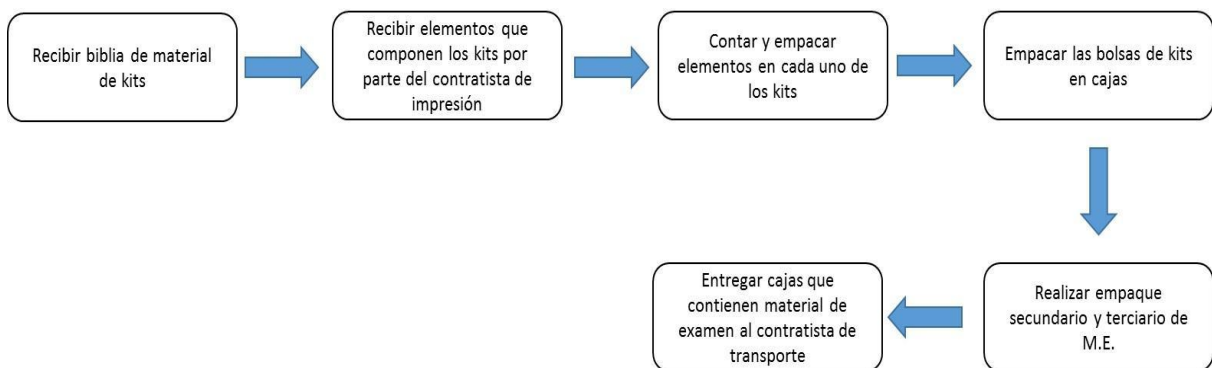 Recibir biblia de material
de kits
Recibir elementos que
componen los kits por
parte del contratista de
impresión
Contar y empacar
elementos en cada uno de
los kits
Empacar las bolsas de kits
en cajas
Realizar empaque
secundario y terciario de
M.E.
Entregar cajas que
contienen material de
examen al contratista de
transporte